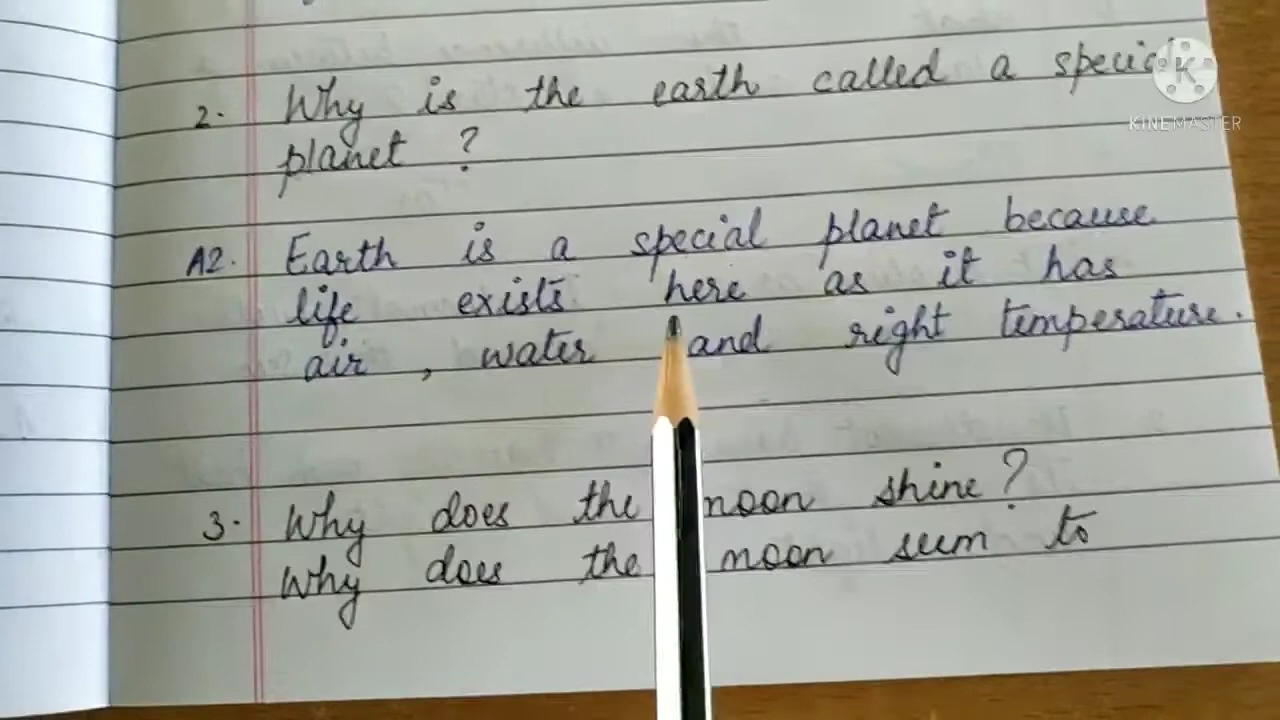 2. Why is the earth called a special
planet ?
A2. Earth is a special planet because
life exists here as it has
air , water and right temperature.
3. Why does the moon shine ?
Why does the moon seem to
K
KINEMASTER